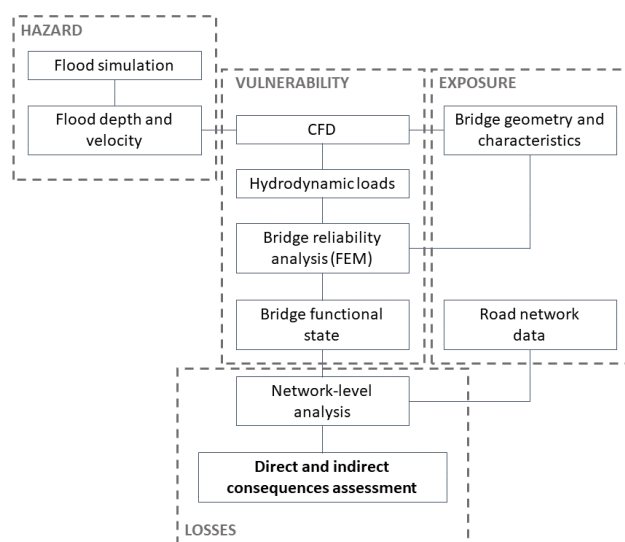 HAZARD
Flood simulation
Flood depth and
velocity
VULNERABILITY
CFD
Hydrodynamic loads
Bridge reliability
analysis (FEM)
Bridge functional
state
EXPOSURE
Bridge geometry and
characteristics
Road network
data
Network-level
analysis
Direct and indirect
consequences assessment
LOSSES